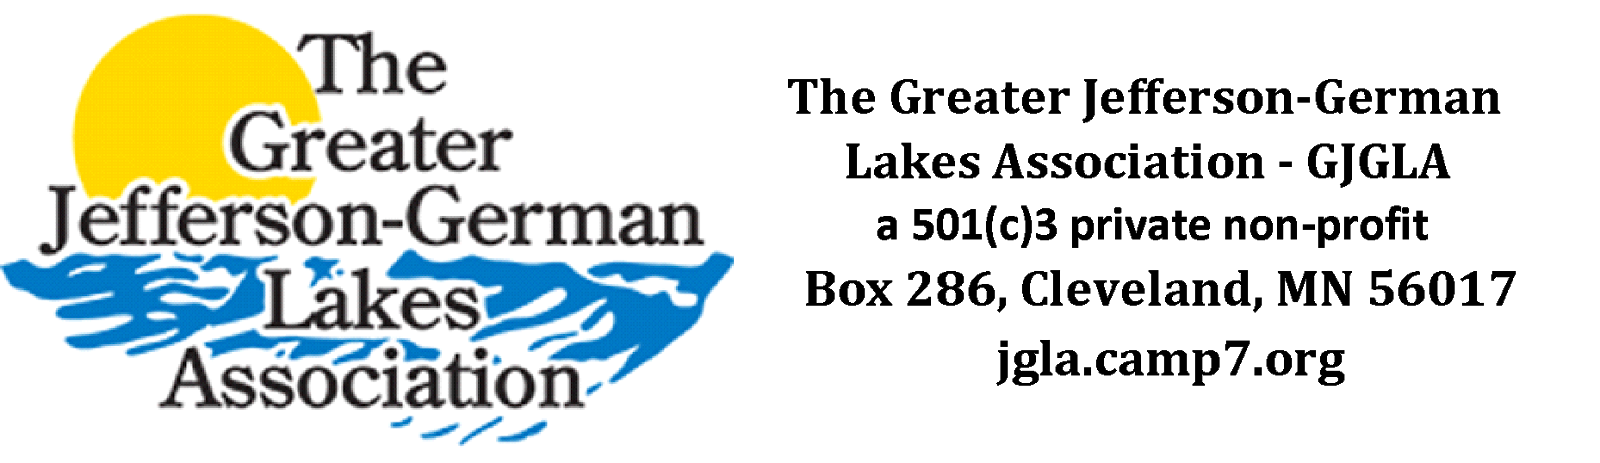 The
Greater
Jefferson-German
Lakes
Association
The Greater Jefferson-German
Lakes Association - GJGLA
a 501(c)3 private non-profit
Box 286, Cleveland, MN 56017
jgla.camp7.org